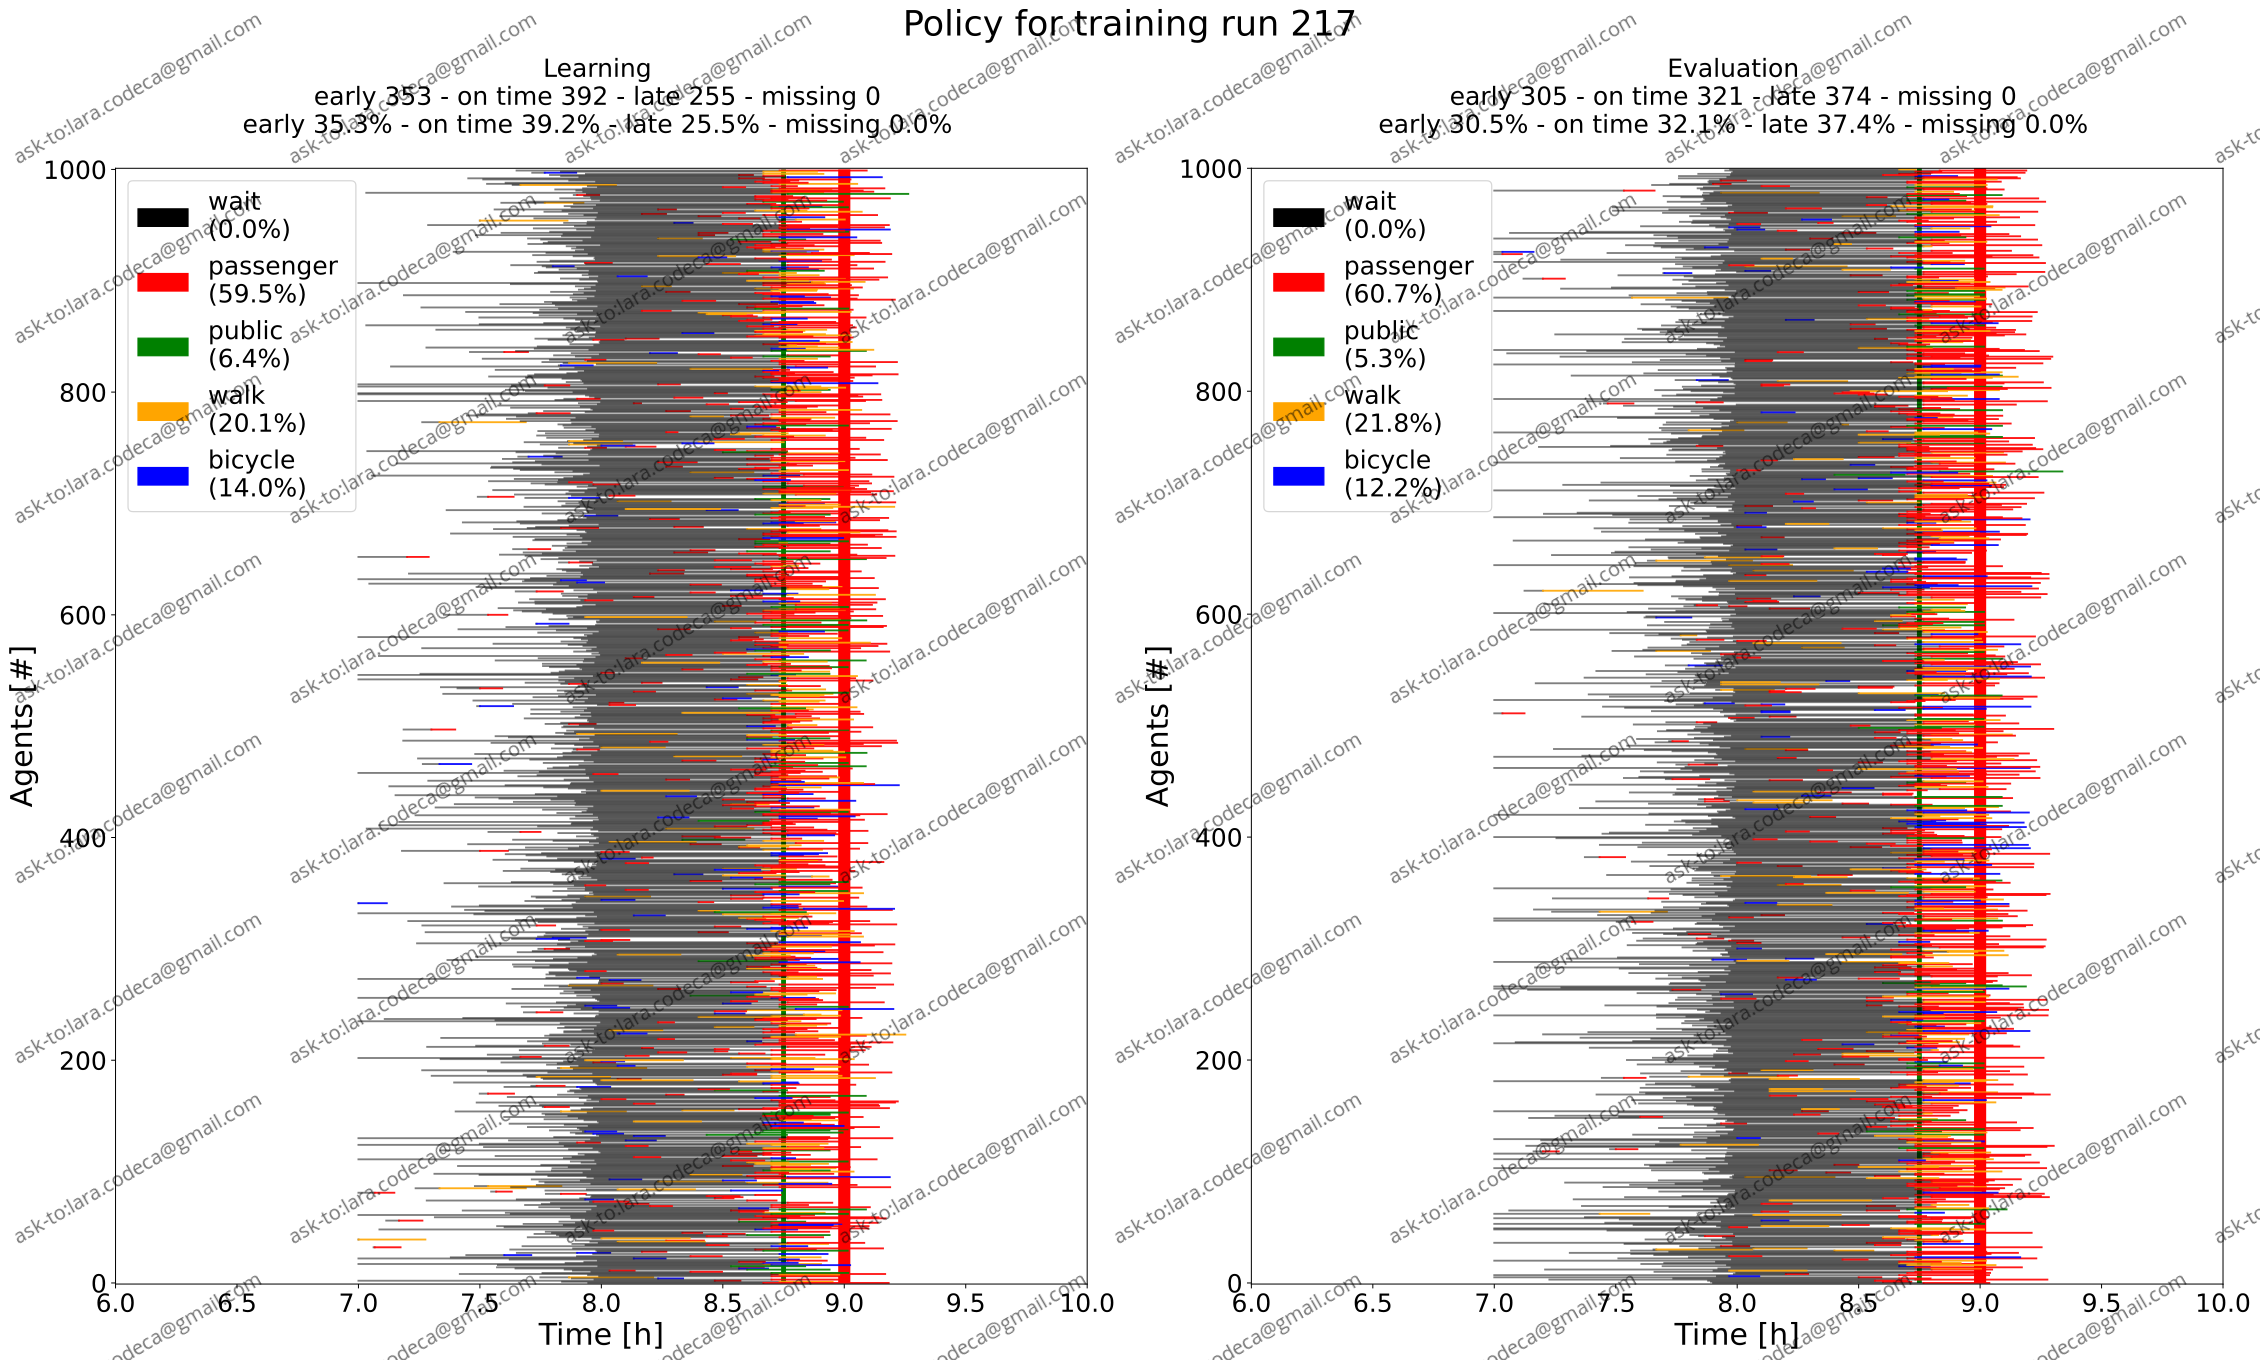 Policy for training run 217
Learning
early 353 - on time 392 - late 255 - missing 0
early 35.3% - on time 39.2% - late 25.5% - missing 0.0%
1000
800
600
400
200
0
Agents [#]
wait
(0.0%)
passenger
(59.5%)
public
(6.4%)
walk
(20.1%)
bicycle
(14.0%)
6.0 6.5 7.0 7.5 8.0 8.5 9.0 9.5 10.0
Time [h]
Evaluation
early 305 - on time 321 - late 374 - missing 0
early 30.5% - on time 32.1% - late 37.4% - missing 0.0%
1000
800
600
400
200
0
Agents [#]
wait
(0.0%)
passenger
(60.7%)
public
(5.3%)
walk
(21.8%)
bicycle
(12.2%)
6.0 6.5 7.0 7.5 8.0 8.5 9.0 9.5 10.0
Time [h]
ask-to:lara.codeca@gmail.com